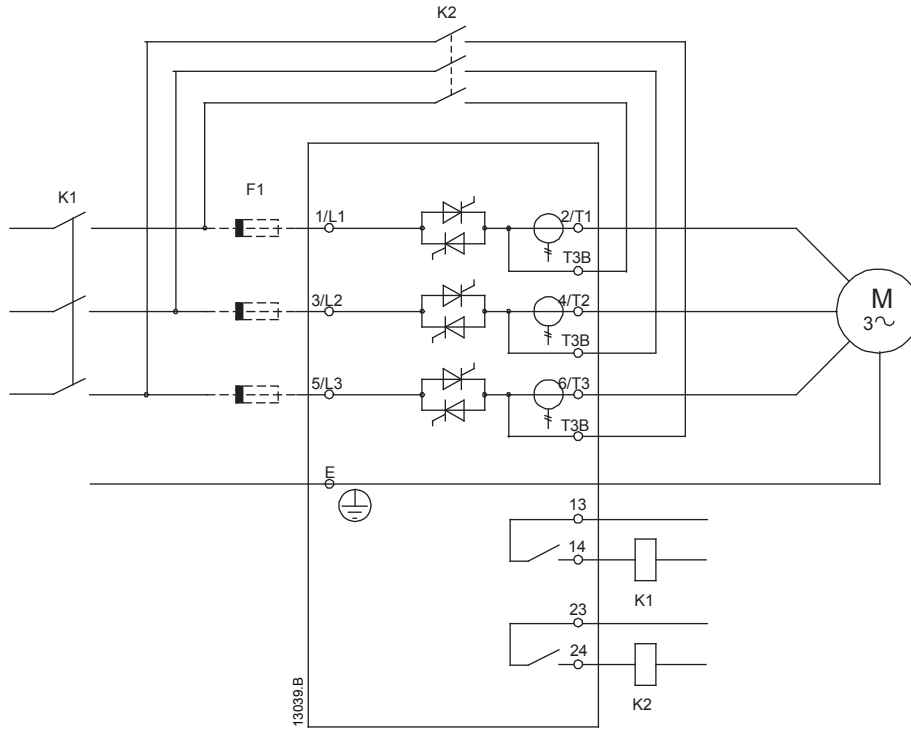 K2
K1
F1
1/L1
2/T1
T3B
3/L2
4/T2
T3B
M
3~
5/L3
6/T3
T3B
E
13
14
K1
23
24
K2
13039.B